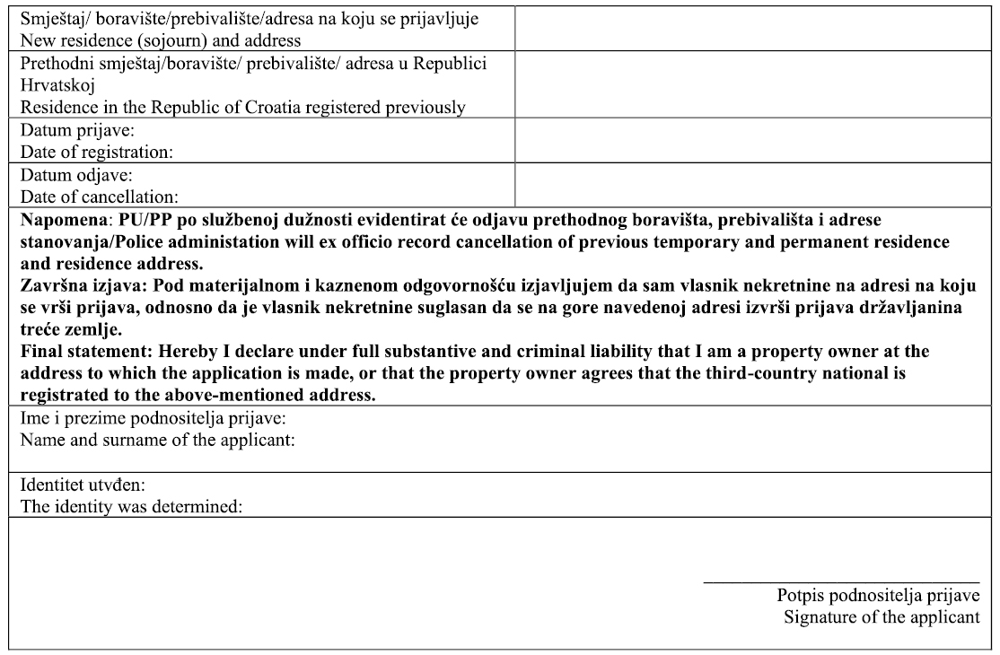 Smještaj/ boravište/prebivalište/adresa na koju se prijavljuje
New residence (sojourn) and address
Prethodni smještaj/boravište/ prebivalište/ adresa u Republici
Hrvatskoj
Residence in the Republic of Croatia registered previously
Datum prijave:
Date of registration:
Datum odjave:
Date of cancellation:
Napomena: PU/PP po službenoj dužnosti evidentirat će odjavu prethodnog boravišta, prebivališta i adrese
stanovanja/Police administation will ex officio record cancellation of previous temporary and permanent residence
and residence address.
Završna izjava: Pod materijalnom i kaznenom odgovornošću izjavljujem da sam vlasnik nekretnine na adresi na koju
se vrši prijava, odnosno da je vlasnik nekretnine suglasan da se na gore navedenoj adresi izvrši prijava državljanina
treće zemlje.
Final statement: Hereby I declare under full substantive and criminal liability that I am a property owner at the
address to which the application is made, or that the property owner agrees that the third-country national is
registrated to the above-mentioned address.
Ime i prezime podnositelja prijave:
Name and surname of the applicant:
Identitet utvđen:
The identity was determined:
Potpis podnositelja prijave
Signature of the applicant